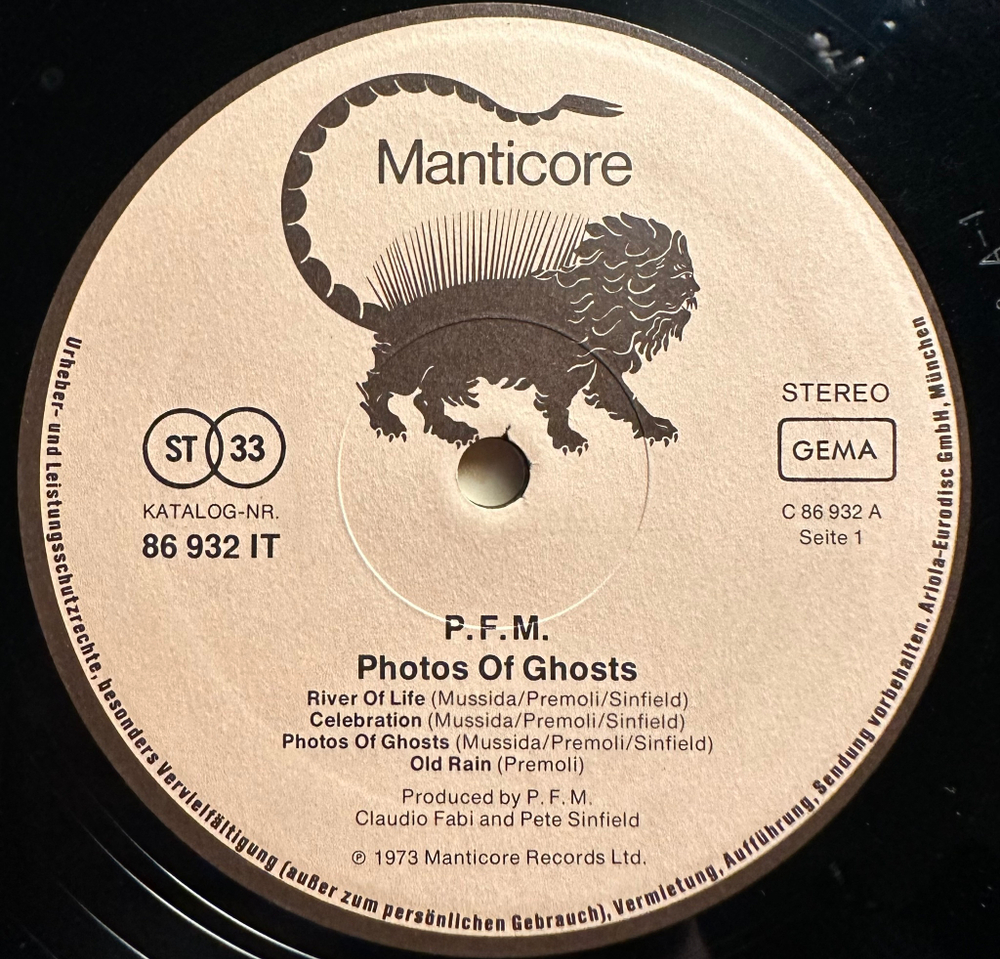 Manticore
STEREO
ST 33
GEMA
KATALOG-NR.
86 932 IT
C 86 932 A
Seite 1
P.F.M.
Photos Of Ghosts
River Of Life (Mussida/Premoli/Sinfield)
Celebration (Mussida/Premoli/Sinfield)
Photos Of Ghosts (Mussida/Premoli/Sinfield)
Old Rain (Premoli)
Produced by P.F.M.
Claudio Fabi and Pete Sinfield
℗ 1973 Manticore Records Ltd.
Urheber- und Leistungsschutzrechte, besonders Vervielfältigung (außer zum persönlichen Gebrauch), Vermietung, Aufführung, Sendung vorbehalten. Ariola-Eurodisc GmbH, München